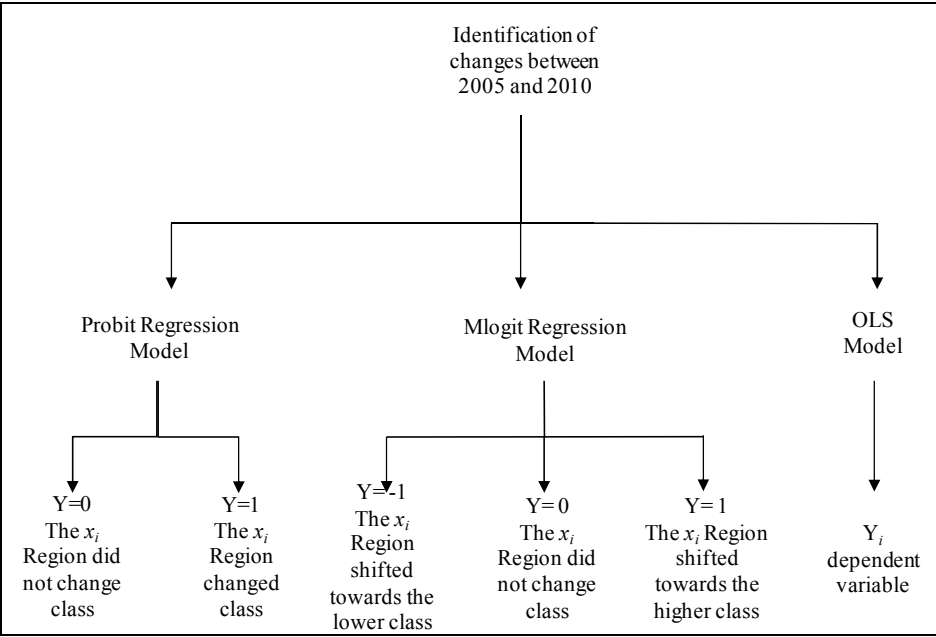 Identification of
changes between
2005 and 2010
Probit Regression
Model
Mlogit Regression
Model
OLS
Model
Y=0
The xi
Region did
not change
class
Y=1
The xi
Region
changed
class
Y=-1
The xi
Region
shifted
towards the
lower class
Y= 0
The xi
Region did
not change
class
Y= 1
The xi Region
shifted
towards the
higher class
Yi
dependent
variable